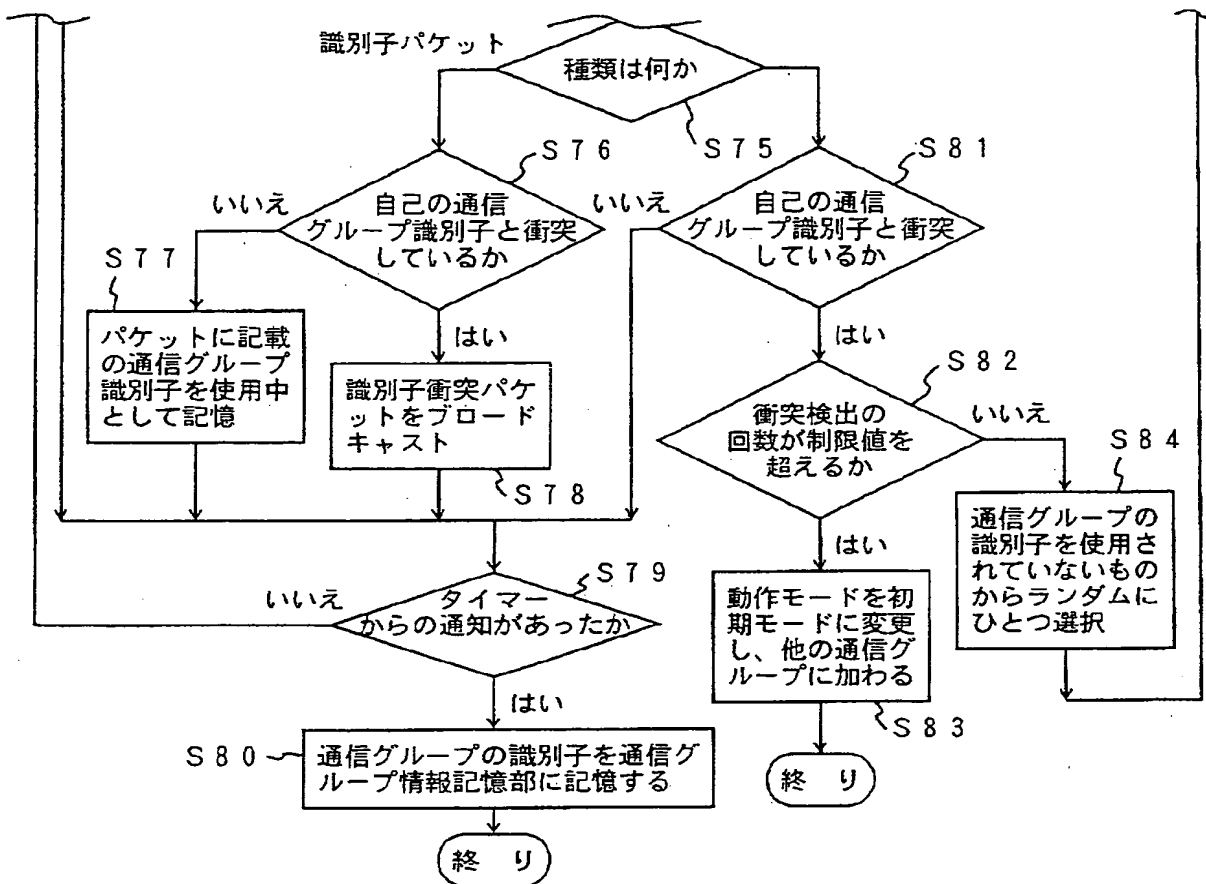 識別子パケット
種類は何か
S75
S76
自己の通信
グループ識別子と衝突
しているか
いいえ
はい
S77
パケットに記載
の通信グループ
識別子を使用中
として記憶
識別子衝突パケ
ットをブロード
キャスト
S78
S81
自己の通信
グループ識別子と衝突
しているか
いいえ
はい
S82
衝突検出の
回数が制限値を
超えるか
いいえ
はい
S84
通信グループの
識別子を使用さ
れていないもの
からランダムに
ひとつ選択
動作モードを初
期モードに変更
し、他の通信グ
ループに加わる
S83
終り
S79
タイマー
からの通知があったか
いいえ
はい
S80
通信グループの識別子を通信グ
ループ情報記憶部に記憶する
終り